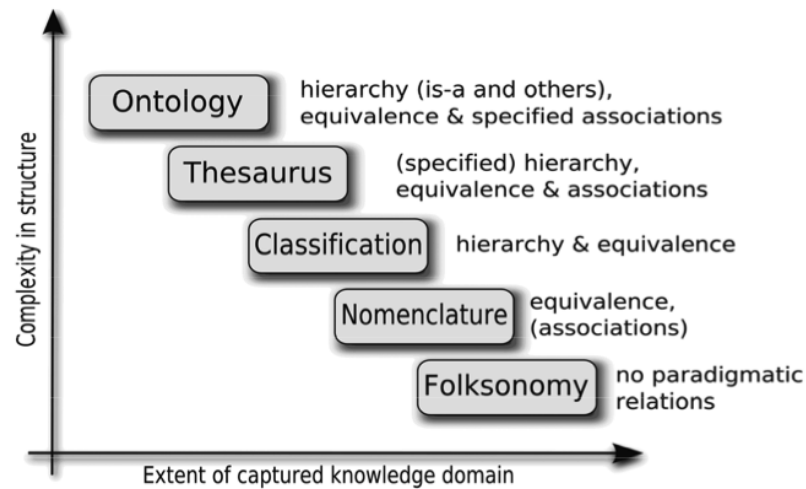 Complexity in structure
Ontology
hierarchy (is-a and others),
equivalence & specified associations
Thesaurus
(specified) hierarchy,
equivalence & associations
Classification
hierarchy & equivalence
Nomenclature
equivalence,
(associations)
Folksonomy
no paradigmatic
relations
Extent of captured knowledge domain